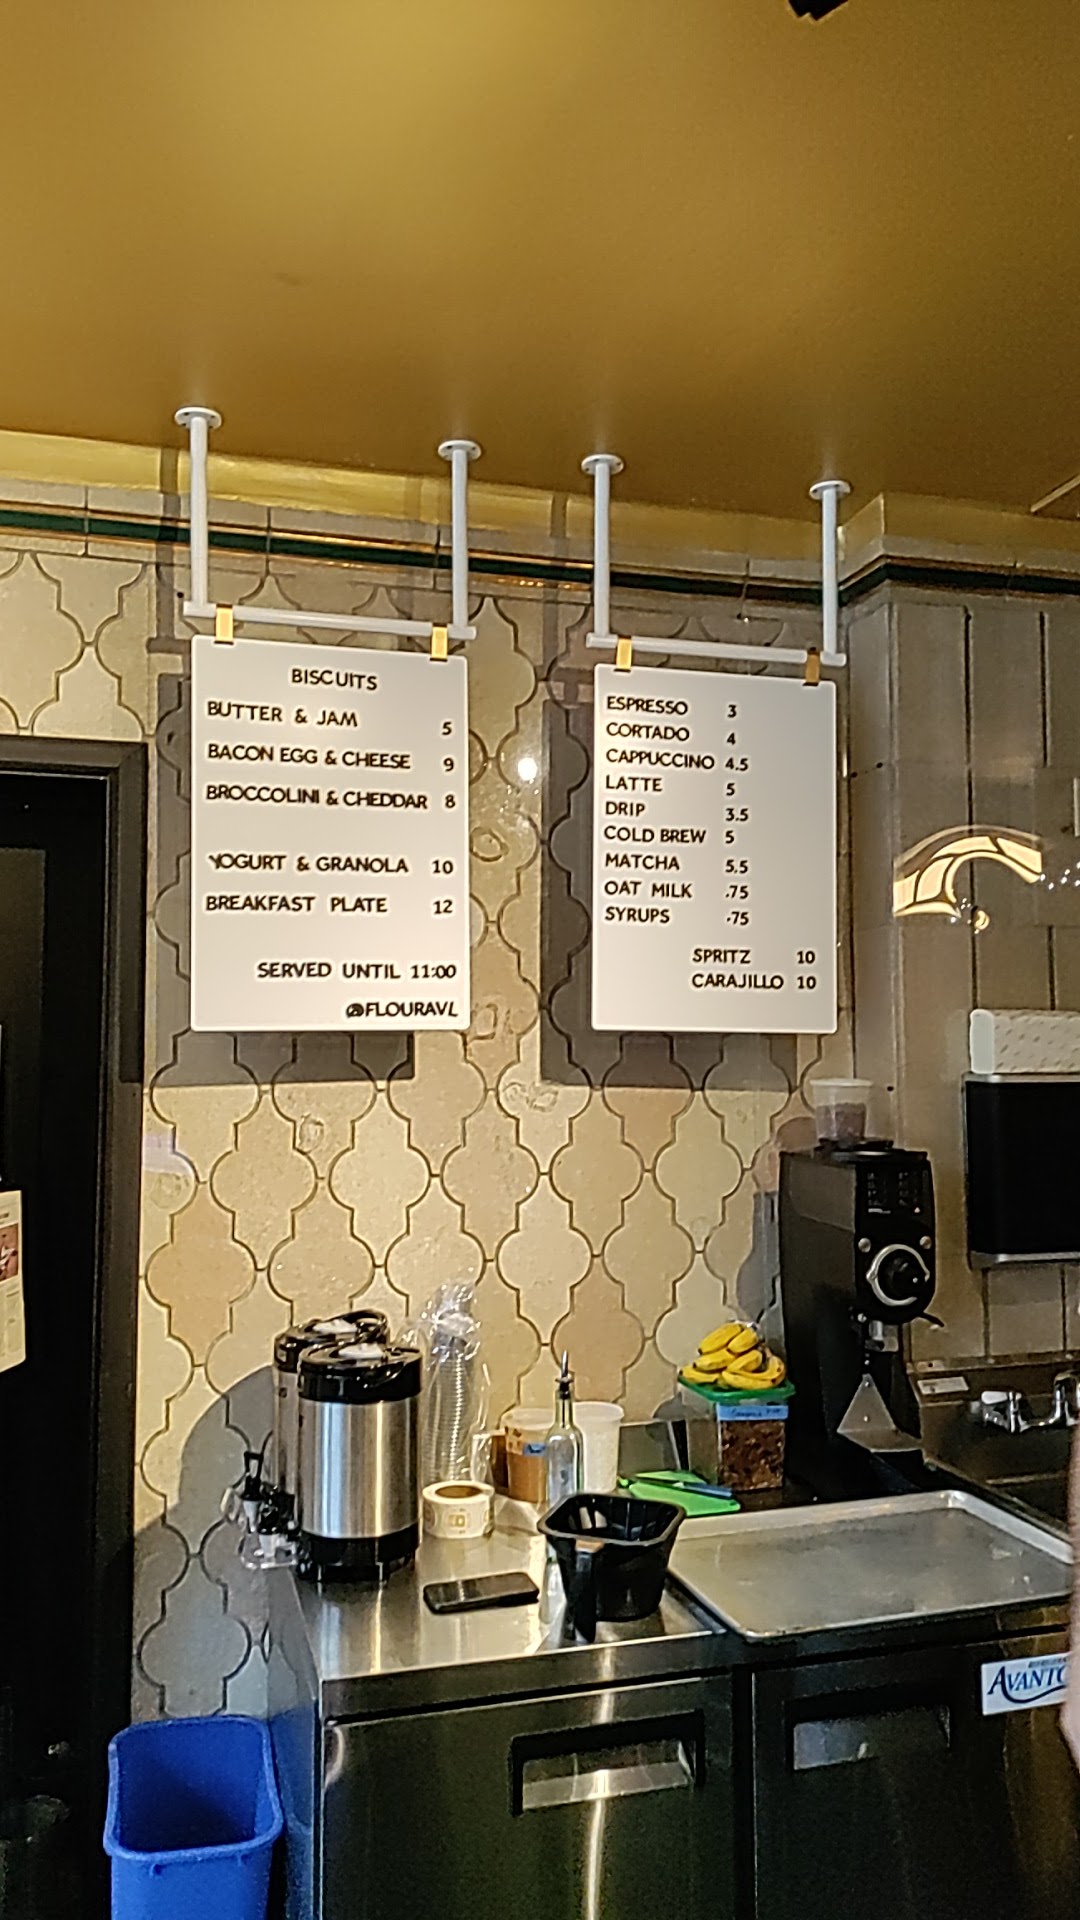 BISCUITS
BUTTER & JAM 5
BACON EGG & CHEESE 9
BROCCOLINI & CHEDDAR 8
YOGURT & GRANOLA 10
BREAKFAST PLATE 12
SERVED UNTIL 11:00
@FLOURAVL
ESPRESSO 3
CORTADO 4
CAPPUCCINO 4.5
LATTE 5
DRIP 3.5
COLD BREW 5
MATCHA 5.5
OAT MILK .75
SYRUPS .75
SPRITZ 10
CARAJILLO 10